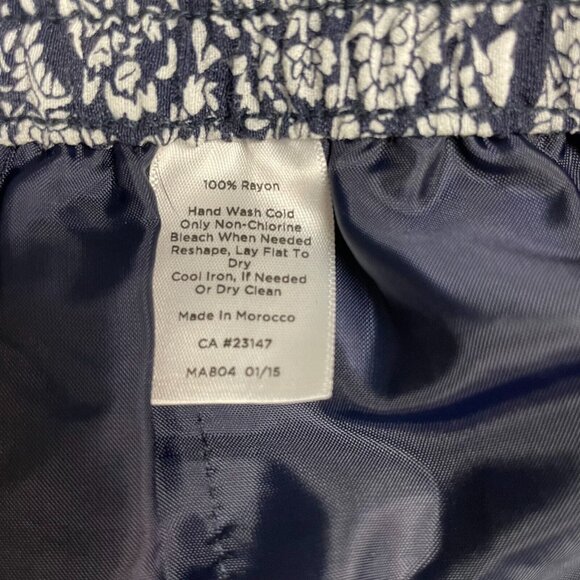 100% Rayon
Hand Wash Cold
Only Non-Chlorine
Bleach When Needed
Reshape, Lay Flat To
Dry
Cool Iron, If Needed
Or Dry Clean
Made In Morocco
CA #23147
MA804 01/15